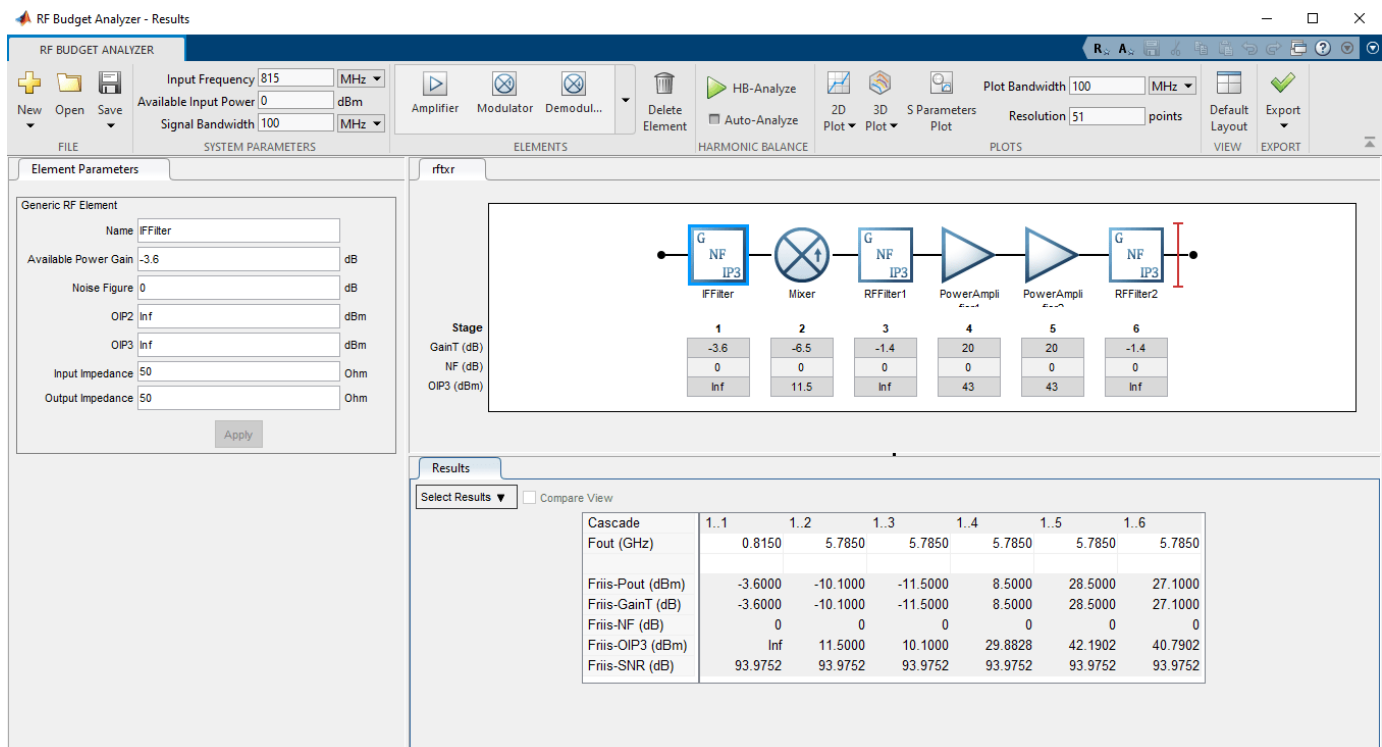 RF Budget Analyzer - Results
RF BUDGET ANALYZER
New Open Save
FILE
Input Frequency 815 MHz
Available Input Power 0 dBm
Signal Bandwidth 100 MHz
SYSTEM PARAMETERS
Amplifier Modulator Demodul...
ELEMENTS
Delete Element
HB-Analyze
Auto-Analyze
HARMONIC BALANCE
2D Plot 3D Plot S Parameters Plot
Plot Bandwidth 100 MHz
Resolution 51 points
PLOTS
Default Layout
VIEW
Export
EXPORT
Element Parameters
Generic RF Element
Name IFFilter
Available Power Gain -3.6 dB
Noise Figure 0 dB
OIP2 Inf dBm
OIP3 Inf dBm
Input Impedance 50 Ohm
Output Impedance 50 Ohm
Apply
rftxr
G NF IP3 G NF IP3 G NF IP3
IFFilter Mixer RFFilter1 PowerAmpli PowerAmpli RFFilter2
Stage 1 2 3 4 5 6
GainT (dB) -3.6 -6.5 -1.4 20 20 -1.4
NF (dB) 0 0 0 0 0 0
OIP3 (dBm) Inf 11.5 Inf 43 43 Inf
Results
Select Results ▼ Compare View
Cascade 1..1 1..2 1..3 1..4 1..5 1..6
Fout (GHz) 0.8150 5.7850 5.7850 5.7850 5.7850 5.7850
Friis-Pout (dBm) -3.6000 -10.1000 -11.5000 8.5000 28.5000 27.1000
Friis-GainT (dB) -3.6000 -10.1000 -11.5000 8.5000 28.5000 27.1000
Friis-NF (dB) 0 0 0 0 0 0
Friis-OIP3 (dBm) Inf 11.5000 10.1000 29.8828 42.1902 40.7902
Friis-SNR (dB) 93.9752 93.9752 93.9752 93.9752 93.9752 93.9752